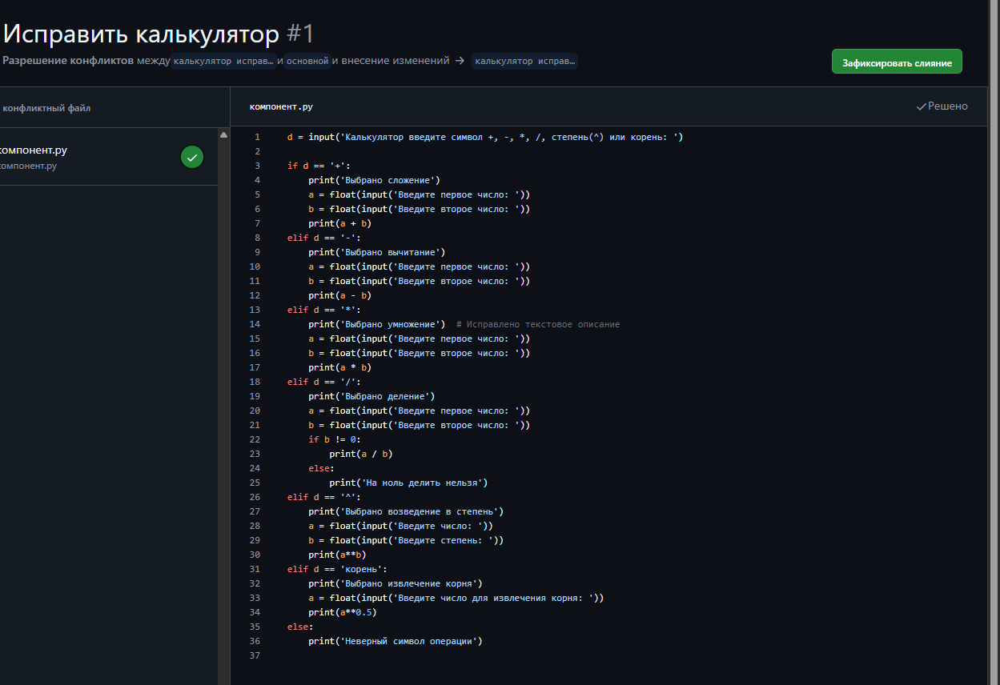 Исправить калькулятор #1
Разрешение конфликтов между калькулятор исправ… и основной и внесение изменений → калькулятор исправ…
Зафиксировать слияние
конфликтный файл
компонент.py
Решено
компонент.py
компонент.py
1 d = input('Калькулятор введите символ +, -, *, /, степень(^) или корень: ')
2
3 if d == '+':
4     print('Выбрано сложение')
5     a = float(input('Введите первое число: '))
6     b = float(input('Введите второе число: '))
7     print(a + b)
8 elif d == '-':
9     print('Выбрано вычитание')
10     a = float(input('Введите первое число: '))
11     b = float(input('Введите второе число: '))
12     print(a - b)
13 elif d == '*':
14     print('Выбрано умножение')  # Исправлено текстовое описание
15     a = float(input('Введите первое число: '))
16     b = float(input('Введите второе число: '))
17     print(a * b)
18 elif d == '/':
19     print('Выбрано деление')
20     a = float(input('Введите первое число: '))
21     b = float(input('Введите второе число: '))
22     if b != 0:
23         print(a / b)
24     else:
25         print('На ноль делить нельзя')
26 elif d == '^':
27     print('Выбрано возведение в степень')
28     a = float(input('Введите число: '))
29     b = float(input('Введите степень: '))
30     print(a**b)
31 elif d == 'корень':
32     print('Выбрано извлечение корня')
33     a = float(input('Введите число для извлечения корня: '))
34     print(a**0.5)
35 else:
36     print('Неверный символ операции')
37